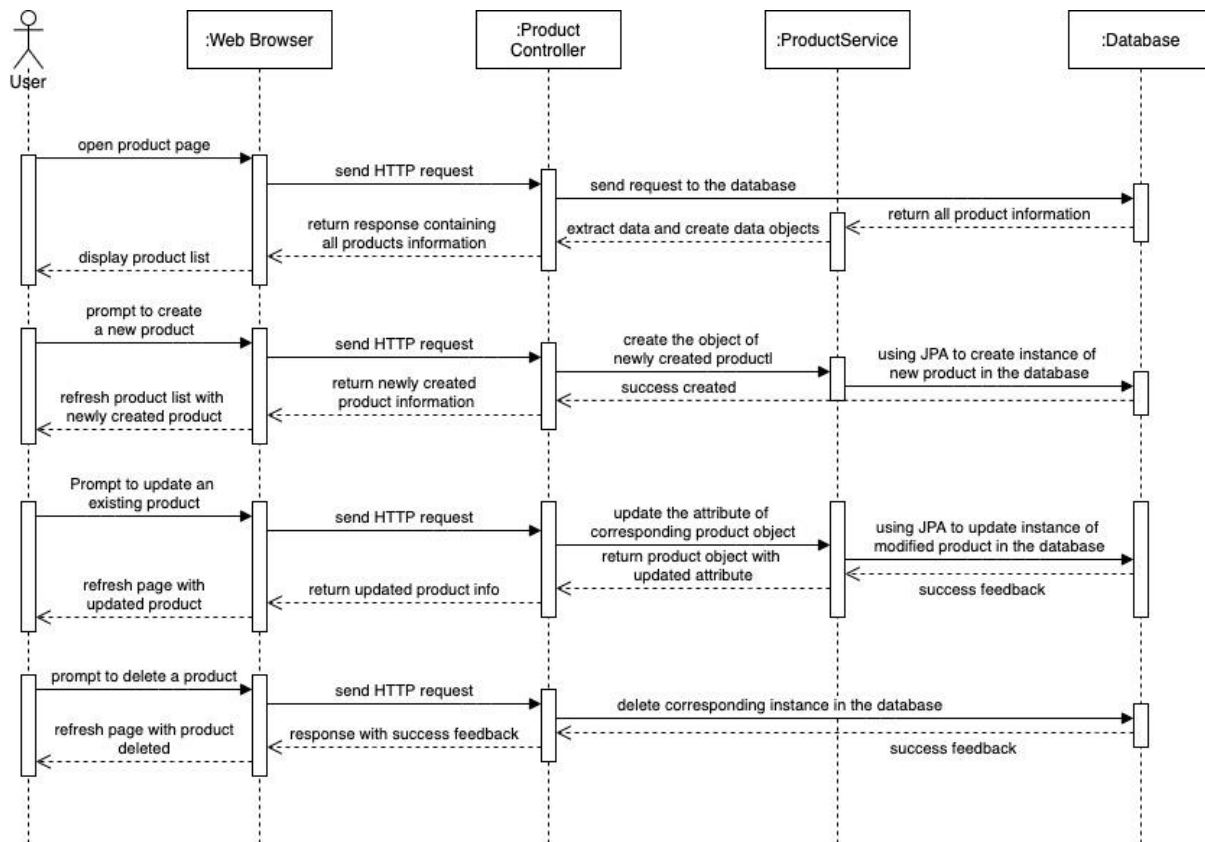 User
:Web Browser
:Product
Controller
:ProductService
:Database
open product page
send HTTP request
send request to the database
return all product information
extract data and create data objects
return response containing
all products information
display product list
prompt to create
a new product
send HTTP request
create the object of
newly created productl
using JPA to create instance of
new product in the database
success created
return newly created
product information
refresh product list with
newly created product
Prompt to update an
existing product
send HTTP request
update the attribute of
corresponding product object
using JPA to update instance of
modified product in the database
success feedback
return product object with
updated attribute
return updated product info
refresh page with
updated product
prompt to delete a product
send HTTP request
delete corresponding instance in the database
success feedback
response with success feedback
refresh page with product
deleted